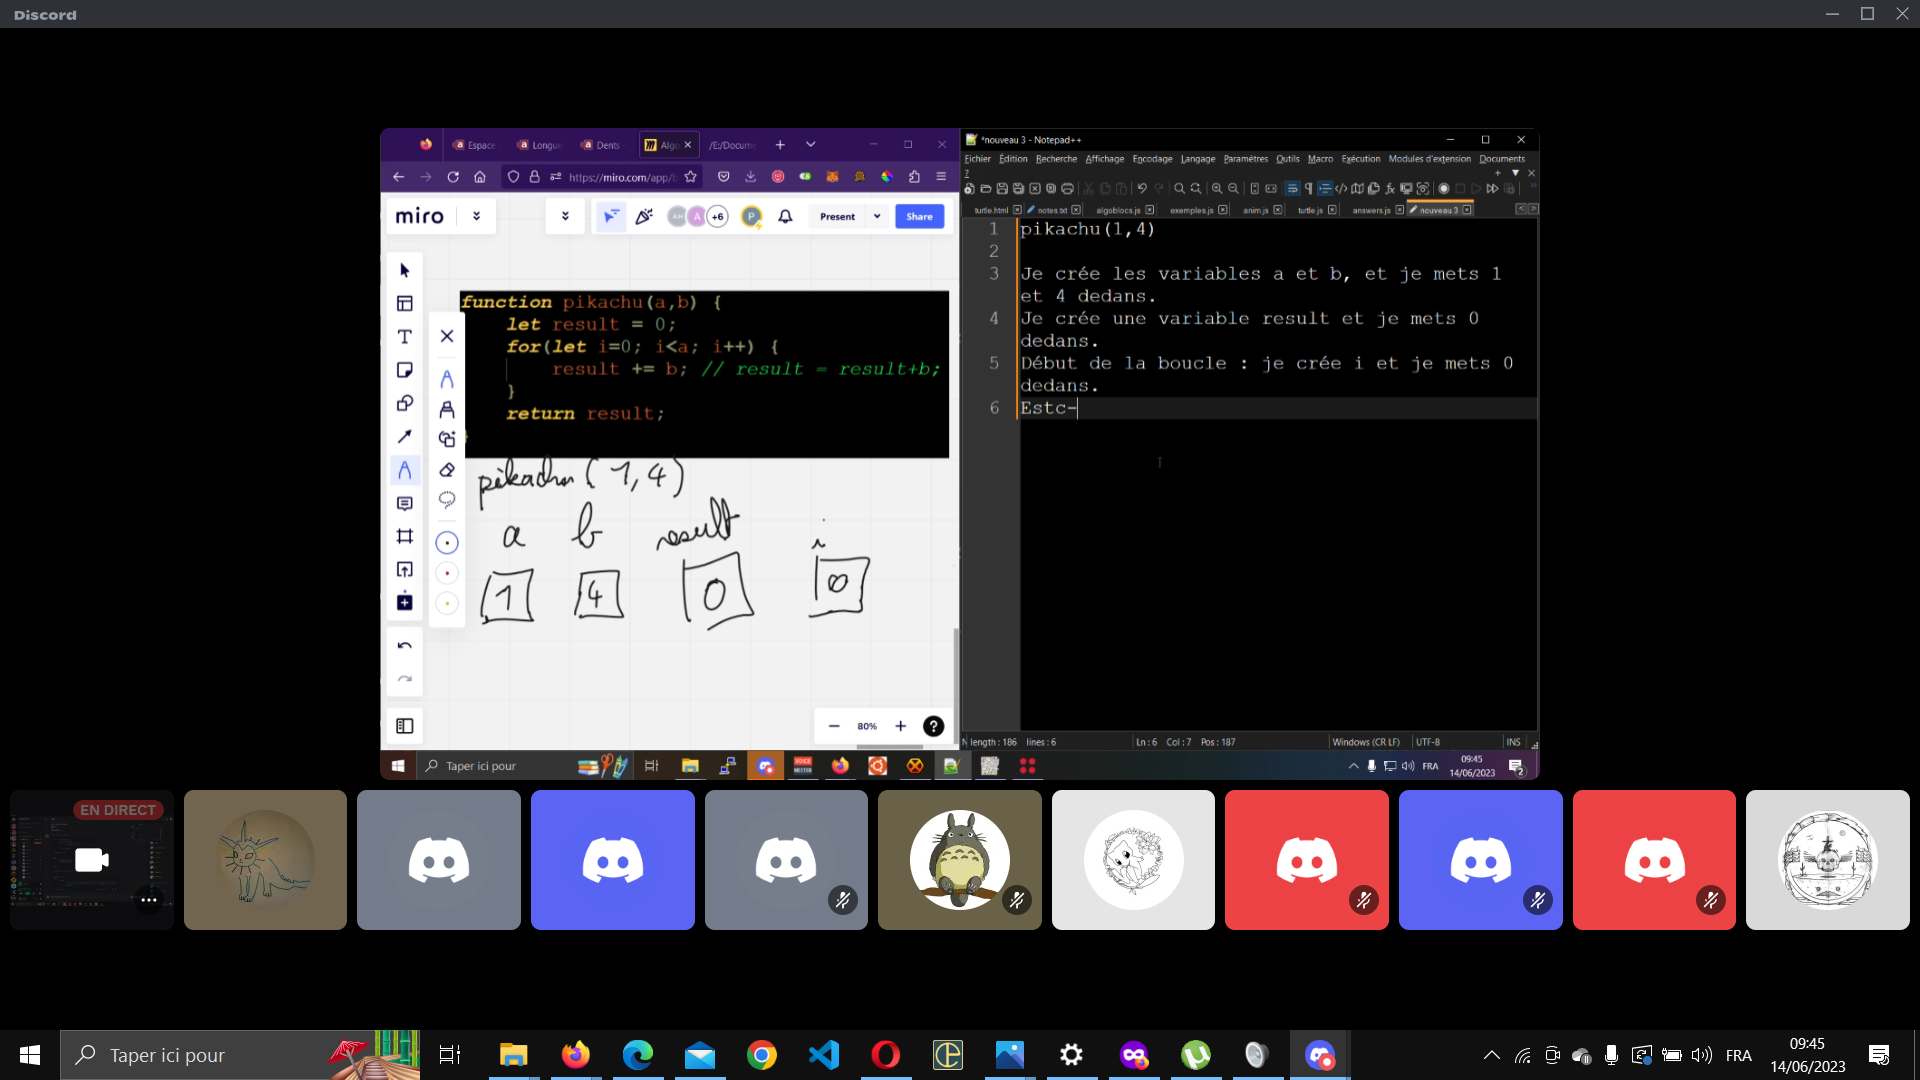 Discord
Espace
Longue
Dents
Algo
/E:/Docume
https://miro.com/app/b
miro
AH
A
+6
P
Present
Share
function pikachu(a,b) {
let result = 0;
for(let i=0; i<a; i++) {
result += b; // result = result+b;
}
return result;
}
pikachu (1,4)
a b result i
1 4 0 0
80%
?
*nouveau 3 - Notepad++
Fichier Édition Recherche Affichage Encodage Langage Paramètres Outils Macro Exécution Modules d'extension Documents
?
turtle.html notes.txt algoblocs.js exemples.js anim.js turtle.js answers.js nouveau 3
1 pikachu(1,4)
2
3 Je crée les variables a et b, et je mets 1
et 4 dedans.
4 Je crée une variable result et je mets 0
dedans.
5 Début de la boucle : je crée i et je mets 0
dedans.
6 Estc-
length : 186 lines : 6
Ln : 6 Col : 7 Pos : 187
Windows (CR LF)
UTF-8
INS
Taper ici pour
FRA
09:45
14/06/2023
2
EN DIRECT
Taper ici pour
FRA
09:45
14/06/2023